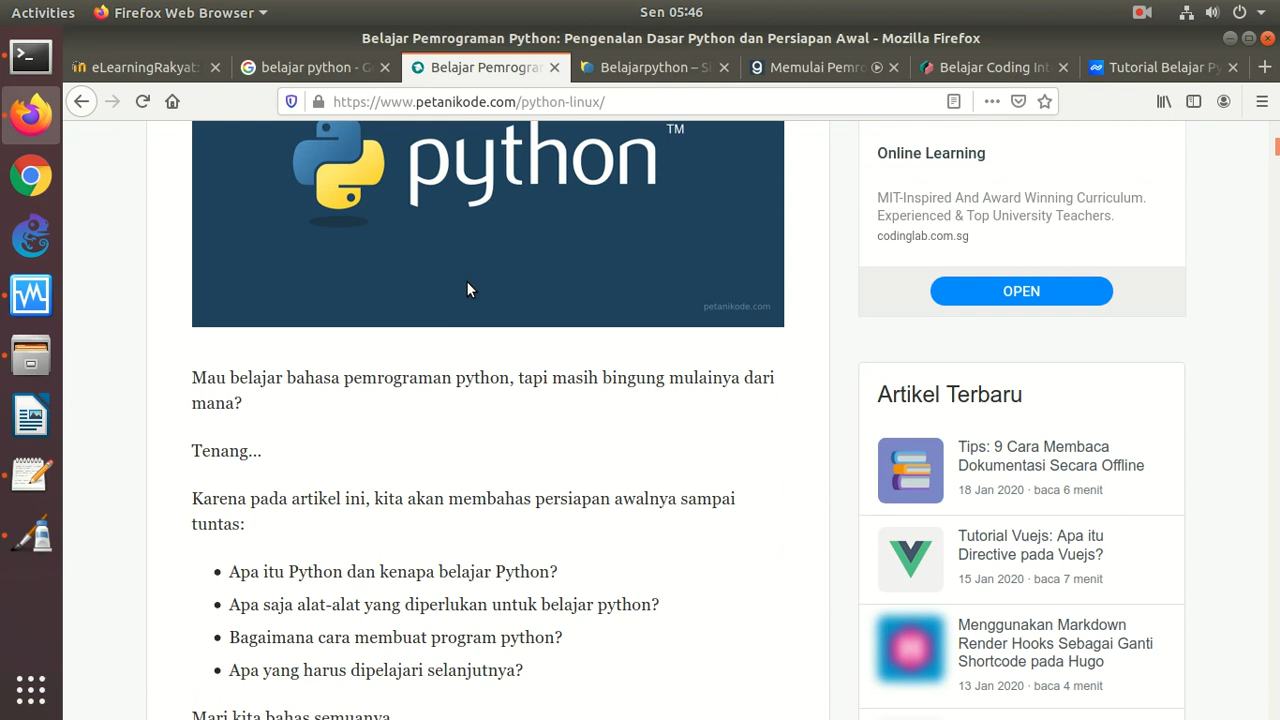 Activities
Firefox Web Browser
Sen 05:46
Belajar Pemrograman Python: Pengenalan Dasar Python dan Persiapan Awal - Mozilla Firefox
eLearningRakyat:
belajar python - G
Belajar Pemrogra
Belajarpython – S
Memulai Pemro
Belajar Coding Int
Tutorial Belajar Py
https://www.petanikode.com/python-linux/
python
TM
petanikode.com
Mau belajar bahasa pemrograman python, tapi masih bingung mulainya dari
mana?
Tenang...
Karena pada artikel ini, kita akan membahas persiapan awalnya sampai
tuntas:
• Apa itu Python dan kenapa belajar Python?
• Apa saja alat-alat yang diperlukan untuk belajar python?
• Bagaimana cara membuat program python?
• Apa yang harus dipelajari selanjutnya?
Mari kita bahas semuanya
Online Learning
MIT-Inspired And Award Winning Curriculum.
Experienced & Top University Teachers.
codinglab.com.sg
OPEN
Artikel Terbaru
Tips: 9 Cara Membaca
Dokumentasi Secara Offline
18 Jan 2020 · baca 6 menit
Tutorial Vuejs: Apa itu
Directive pada Vuejs?
15 Jan 2020 · baca 7 menit
Menggunakan Markdown
Render Hooks Sebagai Ganti
Shortcode pada Hugo
13 Jan 2020 · baca 4 menit